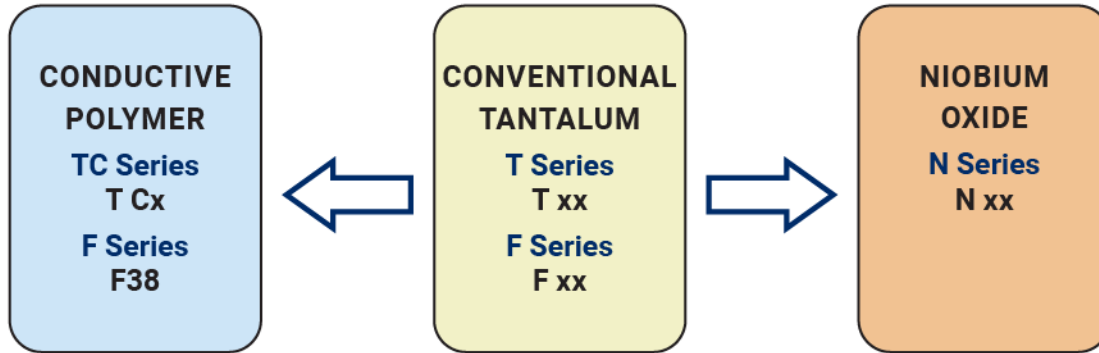 CONDUCTIVE
POLYMER
TC Series
T Cx
F Series
F38
CONVENTIONAL
TANTALUM
T Series
T xx
F Series
F xx
NIOBIUM
OXIDE
N Series
N xx